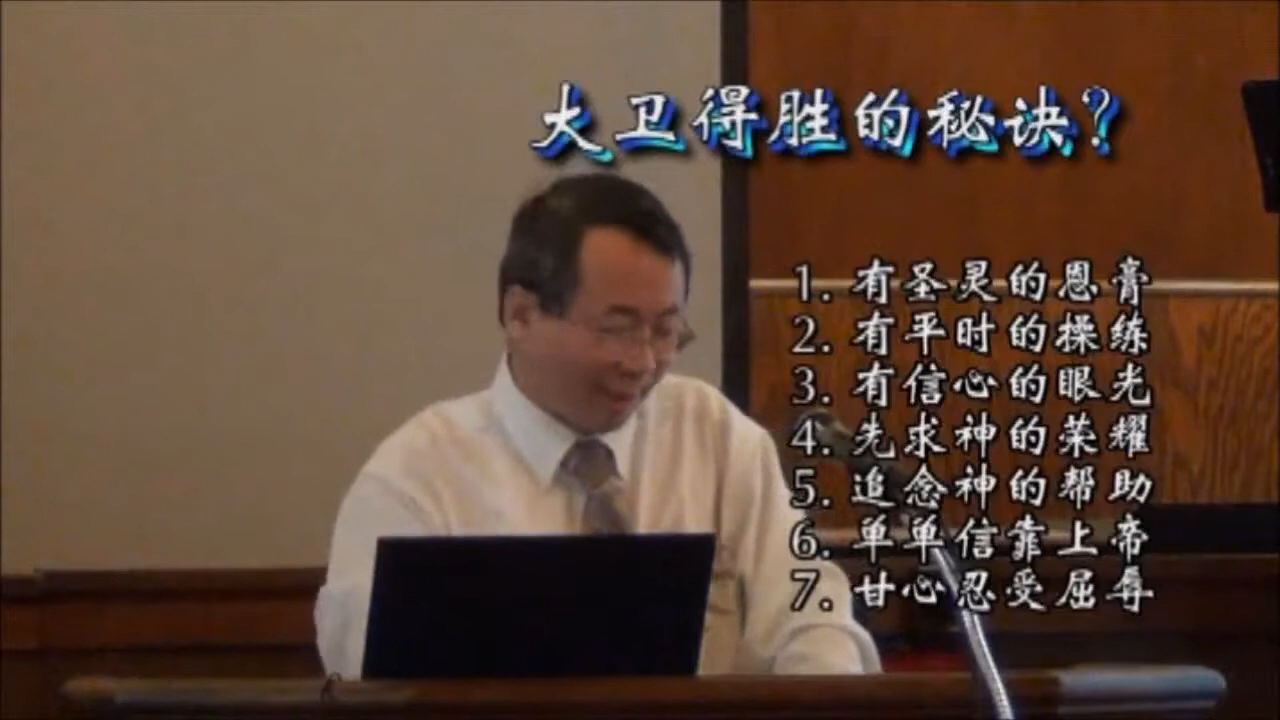 大卫得胜的秘诀?
1. 有圣灵的恩膏
2. 有平时的操练
3. 有信心的眼光
4. 先求神的荣耀
5. 追念神的帮助
6. 单单信靠上帝
7. 甘心忍受屈辱